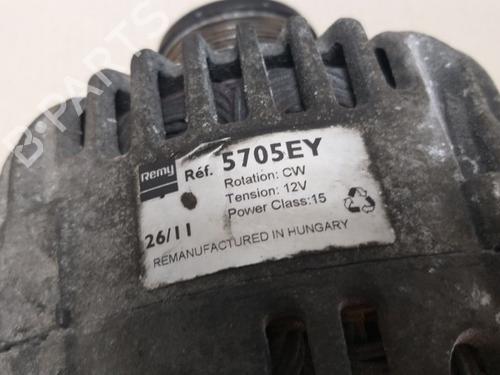 B-PARTS
Remy
Réf. 5705EY
Rotation: CW
Tension: 12V
Power Class:15
26/11
REMANUFACTURED IN HUNGARY